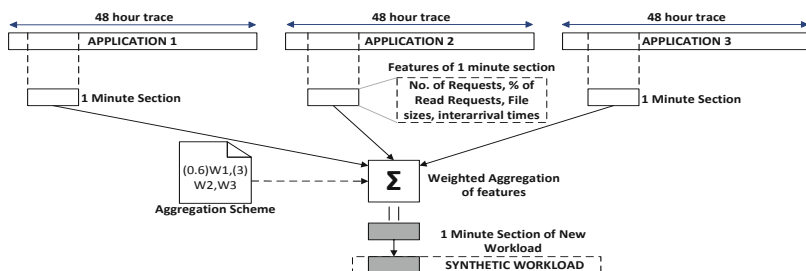 48 hour trace
48 hour trace
48 hour trace
APPLICATION 1
APPLICATION 2
APPLICATION 3
Features of 1 minute section
No. of Requests, % of
Read Requests, File
sizes, interarrival times
1 Minute Section
1 Minute Section
(0.6)W1,(3)
W2,W3
Aggregation Scheme
Σ
Weighted Aggregation
of features
1 Minute Section of New
Workload
SYNTHETIC WORKLOAD